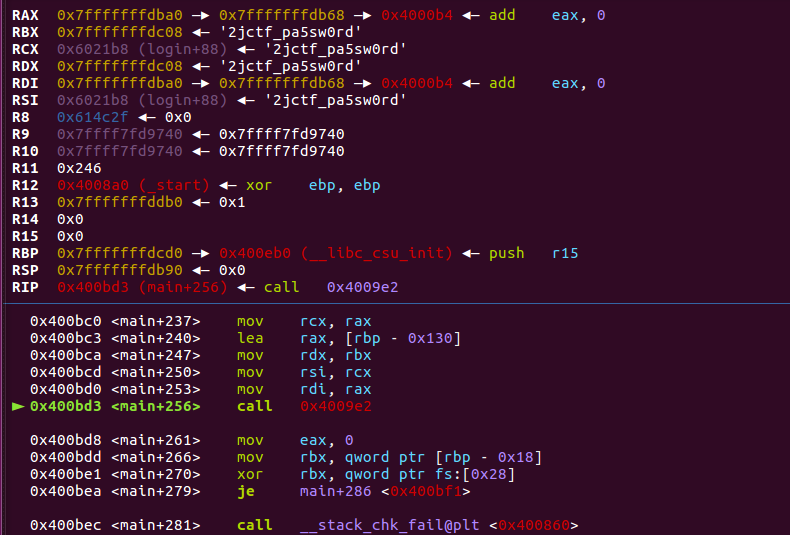 RAX 0x7fffffffdba0 —▸ 0x7fffffffdb68 —▸ 0x4000b4 ◂— add eax, 0
RBX 0x7fffffffdc08 ◂— '2jctf_pa5sw0rd'
RCX 0x6021b8 (login+88) ◂— '2jctf_pa5sw0rd'
RDX 0x7fffffffdc08 ◂— '2jctf_pa5sw0rd'
RDI 0x7fffffffdba0 —▸ 0x7fffffffdb68 —▸ 0x4000b4 ◂— add eax, 0
RSI 0x6021b8 (login+88) ◂— '2jctf_pa5sw0rd'
R8 0x614c2f ◂— 0x0
R9 0x7ffff7fd9740 ◂— 0x7ffff7fd9740
R10 0x7ffff7fd9740 ◂— 0x7ffff7fd9740
R11 0x246
R12 0x4008a0 (_start) ◂— xor ebp, ebp
R13 0x7fffffffddb0 ◂— 0x1
R14 0x0
R15 0x0
RBP 0x7fffffffdcd0 —▸ 0x400eb0 (__libc_csu_init) ◂— push r15
RSP 0x7fffffffdb90 ◂— 0x0
RIP 0x400bd3 (main+256) ◂— call 0x4009e2
0x400bc0 <main+237> mov rcx, rax
0x400bc3 <main+240> lea rax, [rbp - 0x130]
0x400bca <main+247> mov rdx, rbx
0x400bcd <main+250> mov rsi, rcx
0x400bd0 <main+253> mov rdi, rax
► 0x400bd3 <main+256> call 0x4009e2
0x400bd8 <main+261> mov eax, 0
0x400bdd <main+266> mov rbx, qword ptr [rbp - 0x18]
0x400be1 <main+270> xor rbx, qword ptr fs:[0x28]
0x400bea <main+279> je main+286 <0x400bf1>
0x400bec <main+281> call __stack_chk_fail@plt <0x400860>